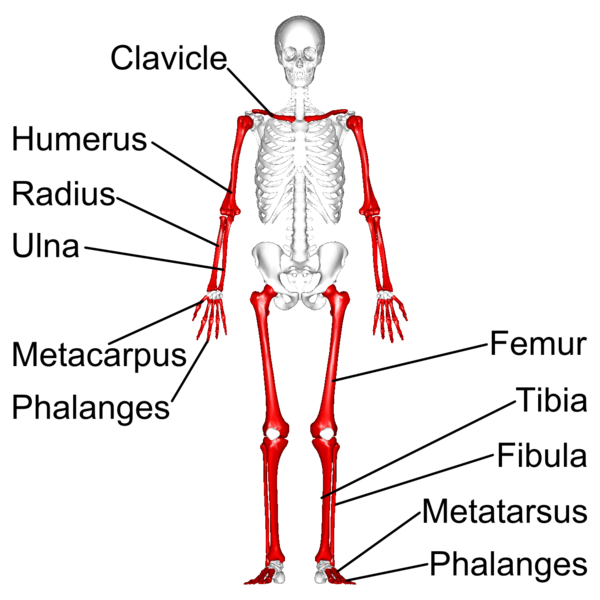 Clavicle
Humerus
Radius
Ulna
Metacarpus
Phalanges
Femur
Tibia
Fibula
Metatarsus
Phalanges